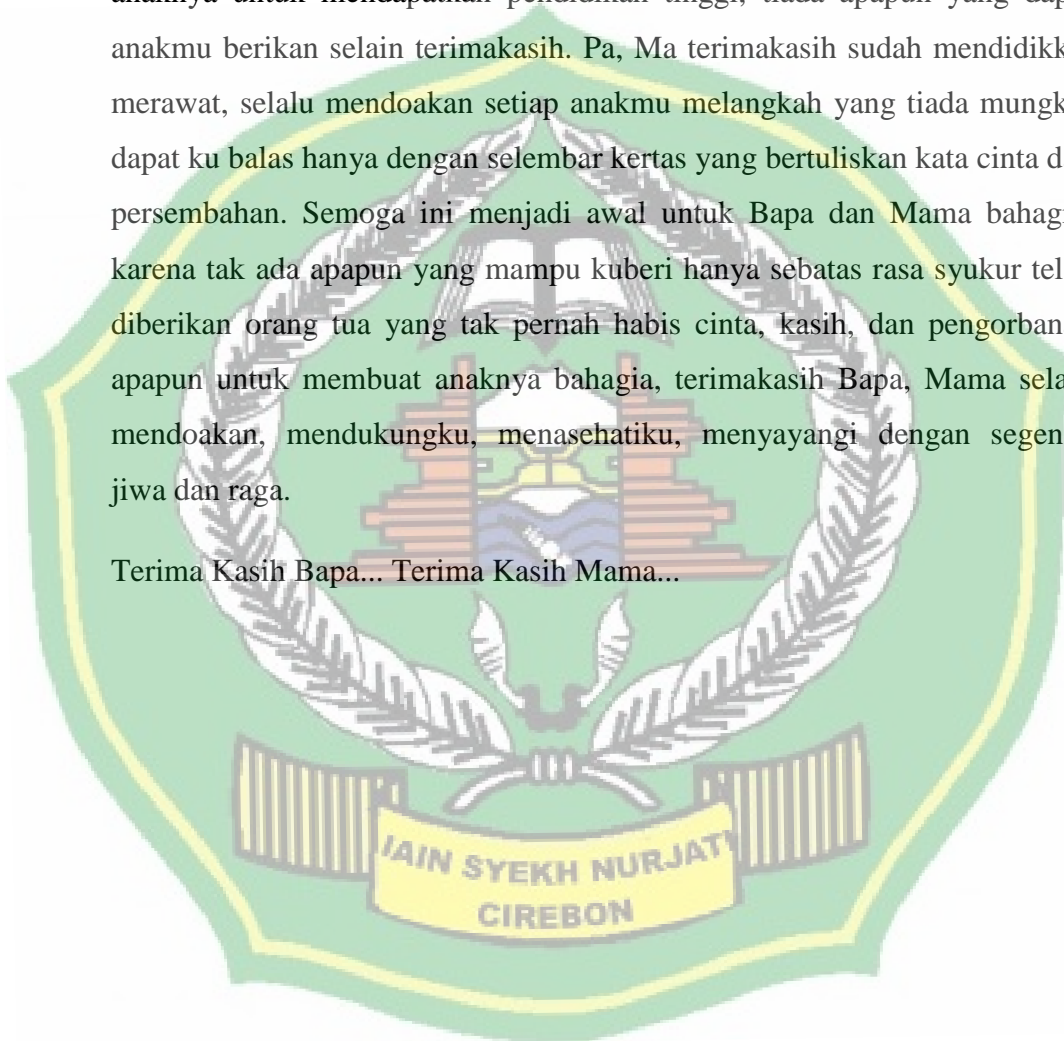 anaknya untuk mendapatkan pendidikan tinggi, tiada apapun yang dap
anakmu berikan selain terimakasih. Pa, Ma terimakasih sudah mendidikk
merawat, selalu mendoakan setiap anakmu melangkah yang tiada mungk
dapat ku balas hanya dengan selembar kertas yang bertuliskan kata cinta d
persembahan. Semoga ini menjadi awal untuk Bapa dan Mama bahag
karena tak ada apapun yang mampu kuberi hanya sebatas rasa syukur tel
diberikan orang tua yang tak pernah habis cinta, kasih, dan pengorban
apapun untuk membuat anaknya bahagia, terimakasih Bapa, Mama sela
mendoakan, mendukungku, menasehatiku, menyayangi dengan segen
jiwa dan raga.
Terima Kasih Bapa... Terima Kasih Mama...
IAIN SYEKH NURJATI
CIREBON